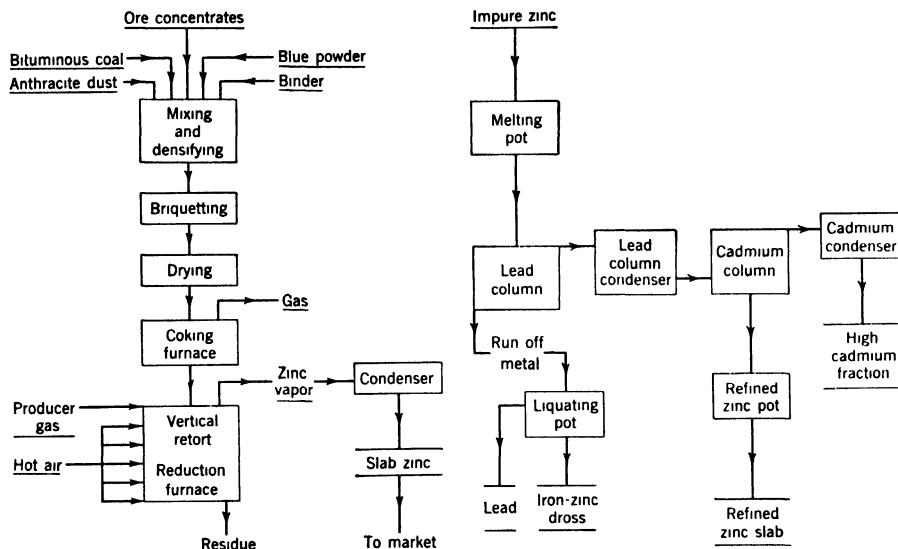 Ore concentrates
Bituminous coal
Blue powder
Anthracite dust
Binder
Mixing
and
densifying
Briquetting
Drying
Gas
Coking
furnace
Zinc
vapor
Condenser
Producer
gas
Vertical
retort
Hot air
Reduction
furnace
Slab zinc
Residue
To market
Impure zinc
Melting
pot
Lead
column
Lead
column
condenser
Cadmium
column
Cadmium
condenser
Run off
metal
High
cadmium
fraction
Liquating
pot
Refined
zinc pot
Lead
Iron-zinc
dross
Refined
zinc slab